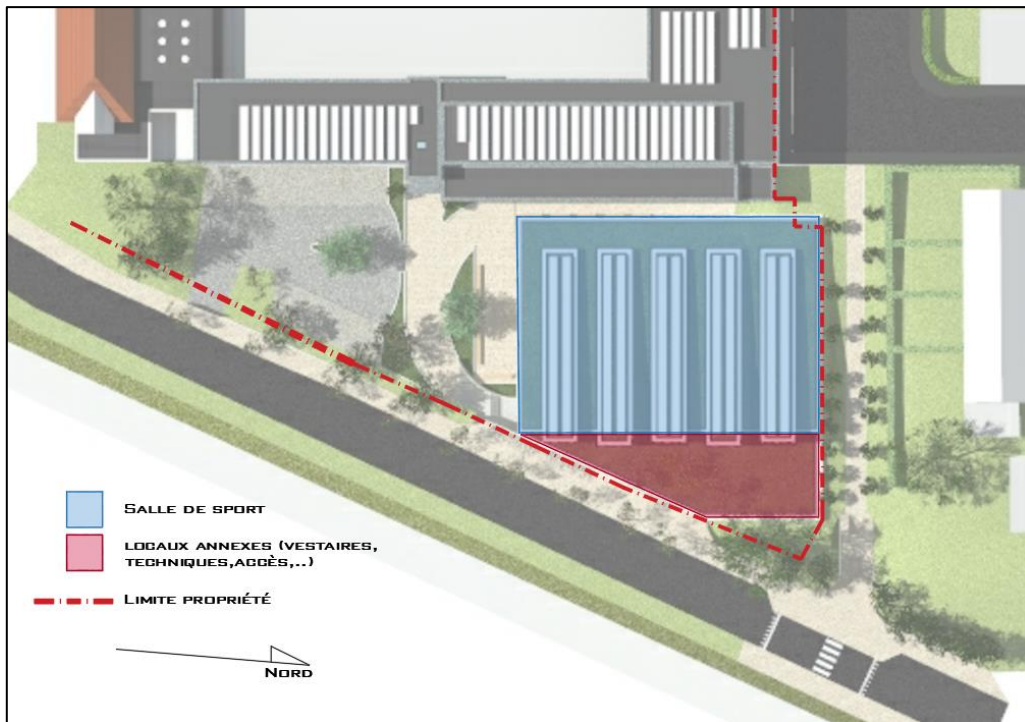 SALLE DE SPORT
LOCAUX ANNEXES (VESTAIRES,
TECHNIQUES,ACCÈS,..)
LIMITE PROPRIÉTÉ
NORD